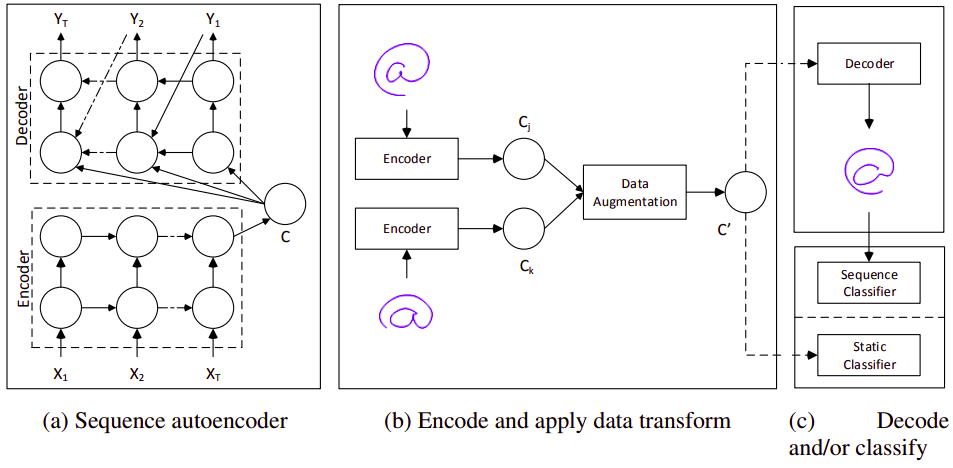 Y_T Y_2 Y_1
Decoder
C
Encoder
X_1 X_2 X_T
(a) Sequence autoencoder
@
Encoder
C_j
Data
Augmentation
C'
Encoder
C_k
@
(b) Encode and apply data transform
Decoder
@
Sequence
Classifier
Static
Classifier
(c) Decode
and/or classify